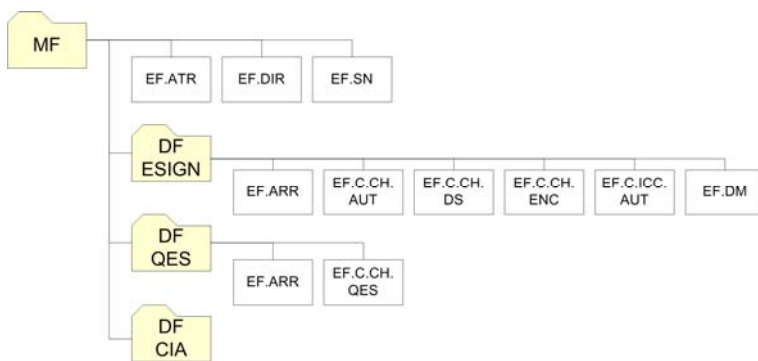 MF
EF.ATR
EF.DIR
EF.SN
DF
ESIGN
EF.ARR
EF.C.CH.
AUT
EF.C.CH.
DS
EF.C.CH.
ENC
EF.C.ICC.
AUT
EF.DM
DF
QES
EF.ARR
EF.C.CH.
QES
DF
CIA